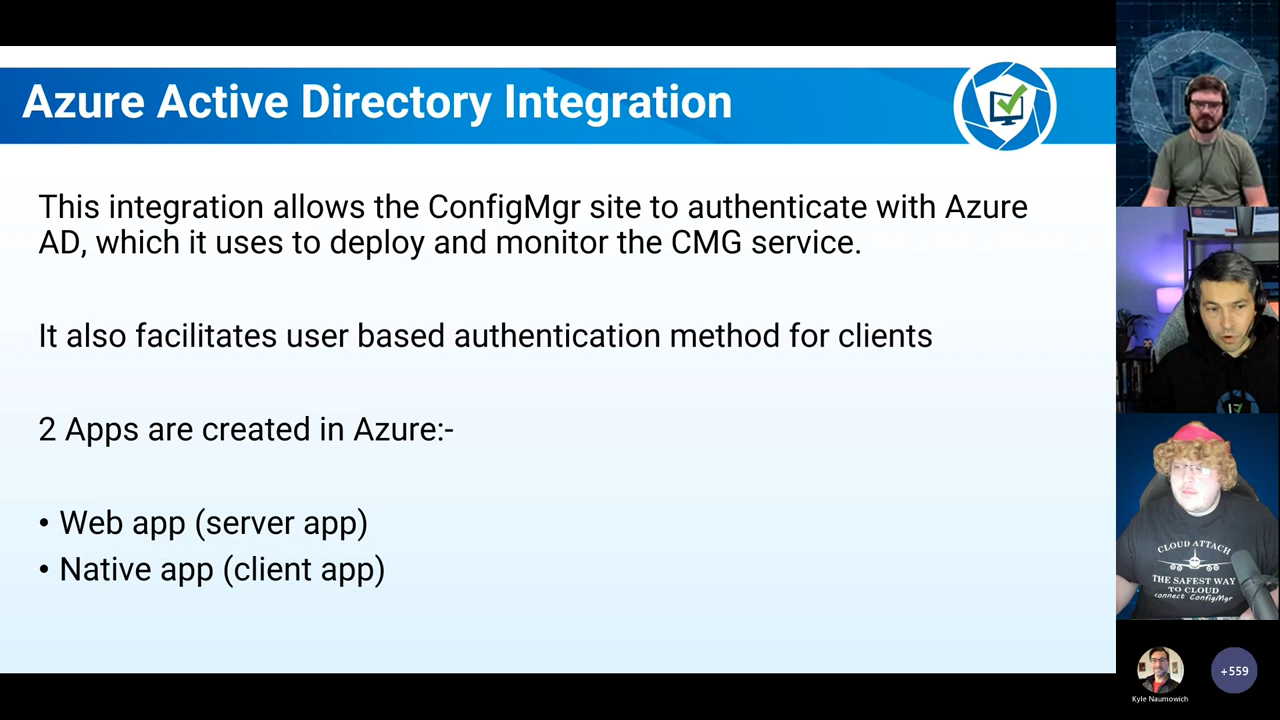 Azure Active Directory Integration
This integration allows the ConfigMgr site to authenticate with Azure
AD, which it uses to deploy and monitor the CMG service.
It also facilitates user based authentication method for clients
2 Apps are created in Azure:-
• Web app (server app)
• Native app (client app)
CLOUD ATTACH
THE SAFEST WAY
TO CLOUD
connect ConfigMgr
Kyle Naumowich
+559